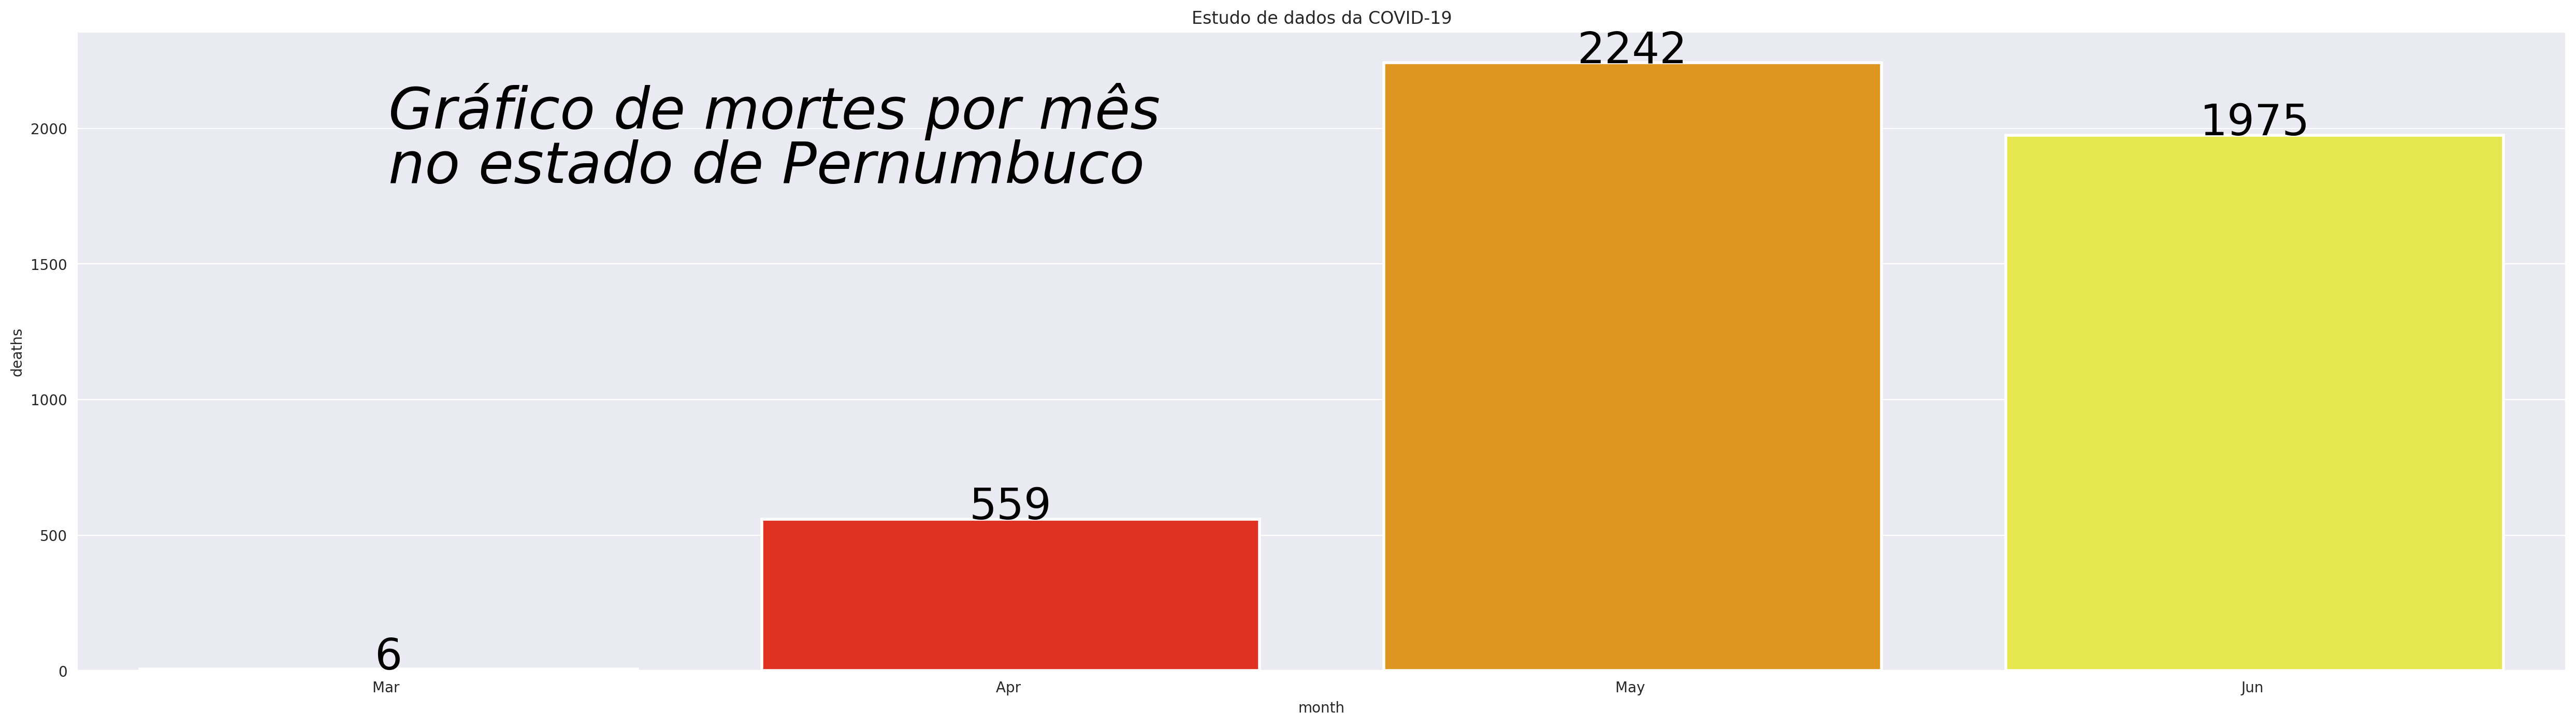 Estudo de dados da COVID-19
Gráfico de mortes por mês
no estado de Pernumbuco
2242
1975
559
6
deaths
2000
1500
1000
500
0
Mar
Apr
May
Jun
month